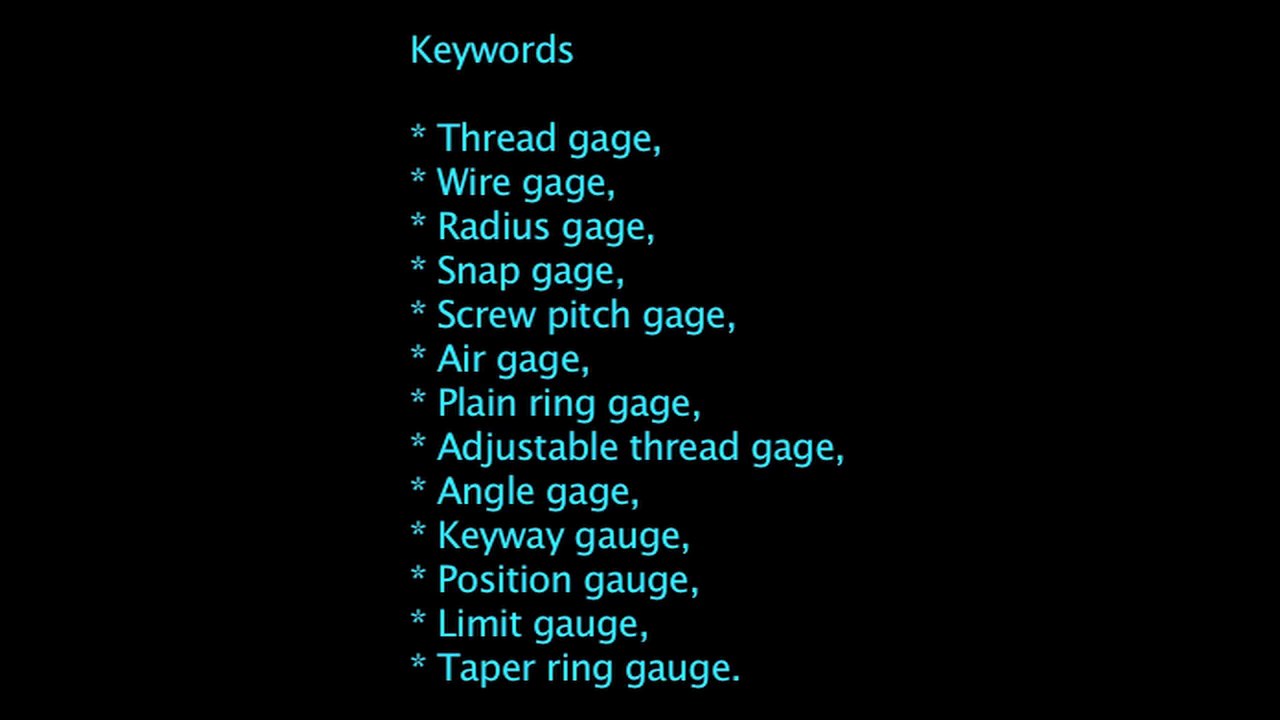 Keywords
* Thread gage,
* Wire gage,
* Radius gage,
* Snap gage,
* Screw pitch gage,
* Air gage,
* Plain ring gage,
* Adjustable thread gage,
* Angle gage,
* Keyway gauge,
* Position gauge,
* Limit gauge,
* Taper ring gauge.